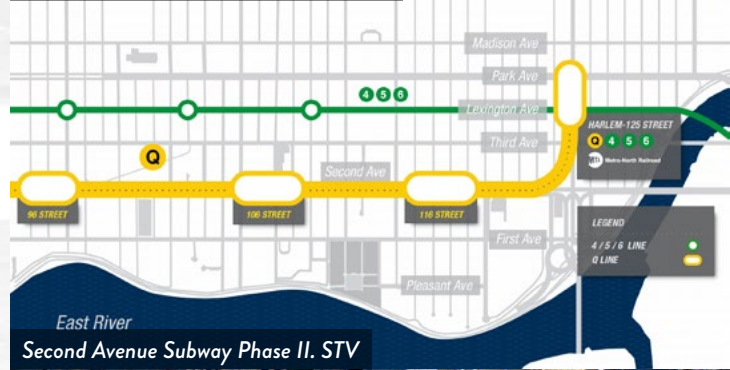 Madison Ave
Park Ave
4 5 6
Lexington Ave
HARLEM-125 STREET
Q 4 5 6
MTA Metro-North Railroad
Third Ave
Q
Second Ave
96 STREET
106 STREET
116 STREET
LEGEND
4 / 5 / 6 LINE
Q LINE
First Ave
Pleasant Ave
East River
Second Avenue Subway Phase II. STV